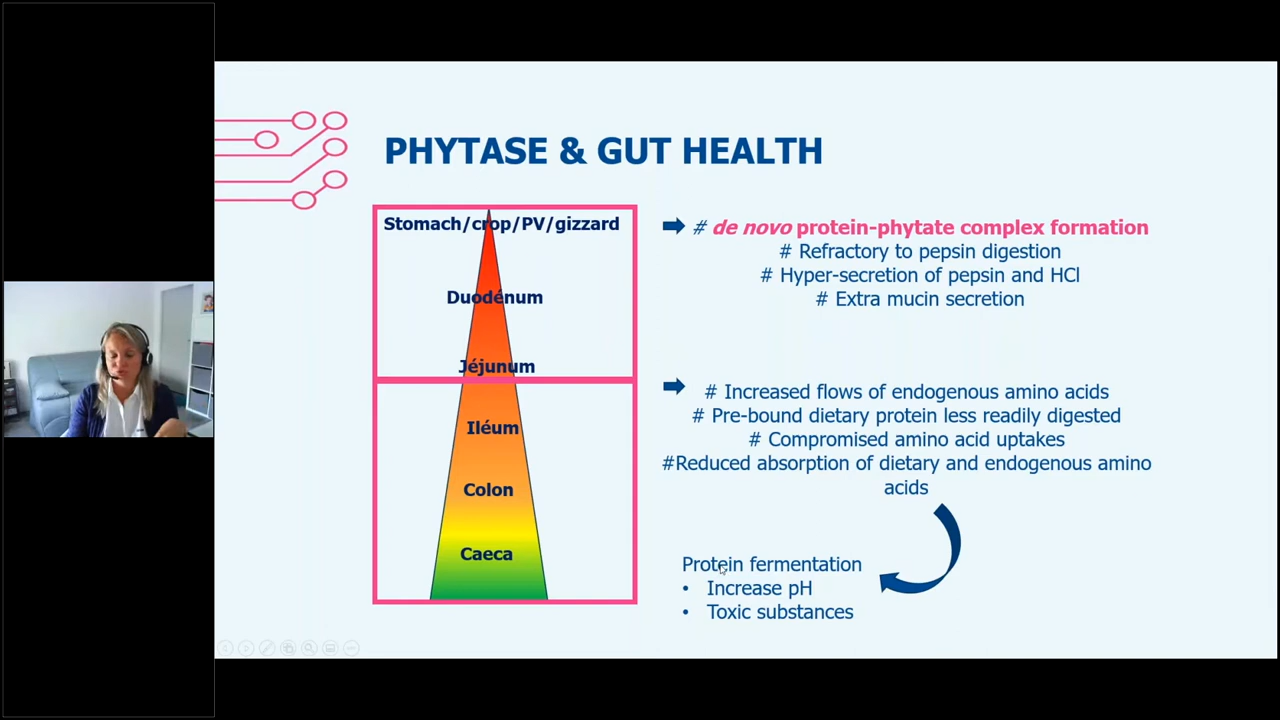 PHYTASE & GUT HEALTH
Stomach/crop/PV/gizzard
Duodénum
Jéjunum
Iléum
Colon
Caeca
# de novo protein-phytate complex formation
# Refractory to pepsin digestion
# Hyper-secretion of pepsin and HCl
# Extra mucin secretion
# Increased flows of endogenous amino acids
# Pre-bound dietary protein less readily digested
# Compromised amino acid uptakes
#Reduced absorption of dietary and endogenous amino
acids
Protein fermentation
• Increase pH
• Toxic substances